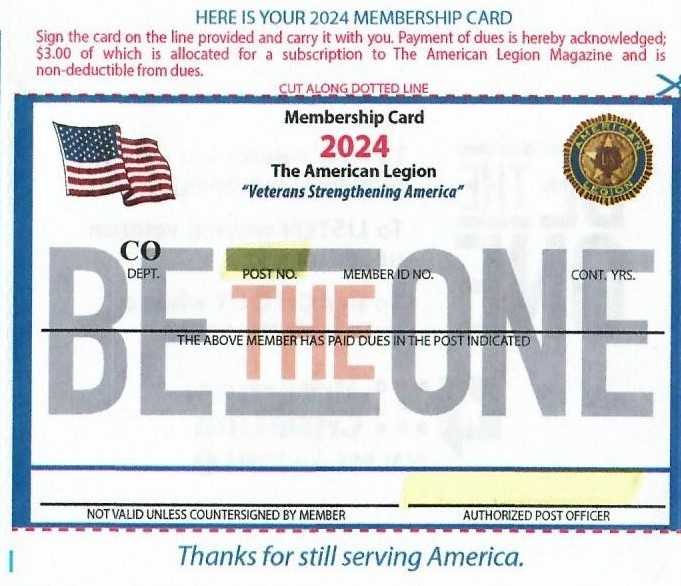 HERE IS YOUR 2024 MEMBERSHIP CARD
Sign the card on the line provided and carry it with you. Payment of dues is hereby acknowledged;
$3.00 of which is allocated for a subscription to The American Legion Magazine and is
non-deductible from dues.
CUT ALONG DOTTED LINE
Membership Card
2024
The American Legion
"Veterans Strengthening America"
AMERICAN
US
LEGION
CO
DEPT.
POST NO.
MEMBER ID NO.
CONT. YRS.
BE THE ONE
THE ABOVE MEMBER HAS PAID DUES IN THE POST INDICATED
NOT VALID UNLESS COUNTERSIGNED BY MEMBER
AUTHORIZED POST OFFICER
Thanks for still serving America.